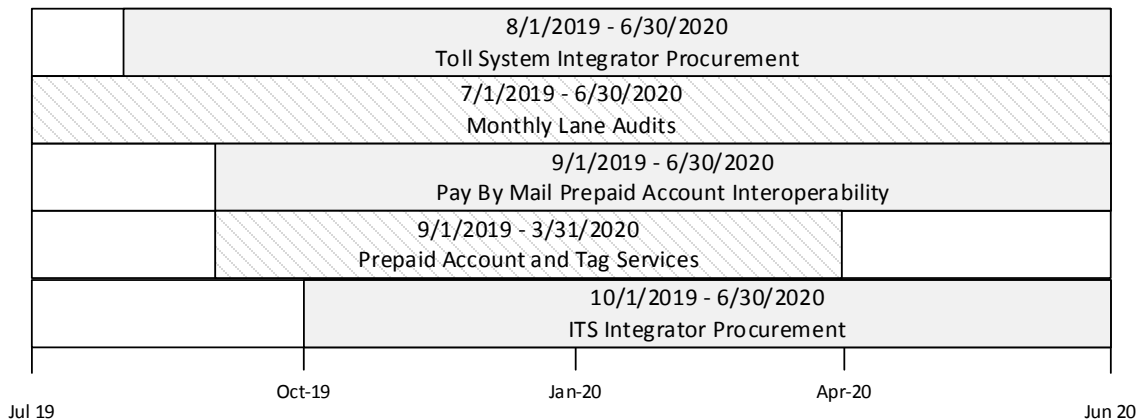 8/1/2019 - 6/30/2020
Toll System Integrator Procurement
7/1/2019 - 6/30/2020
Monthly Lane Audits
9/1/2019 - 6/30/2020
Pay By Mail Prepaid Account Interoperability
9/1/2019 - 3/31/2020
Prepaid Account and Tag Services
10/1/2019 - 6/30/2020
ITS Integrator Procurement
Oct-19 Jan-20 Apr-20
Jul 19 Jun 20